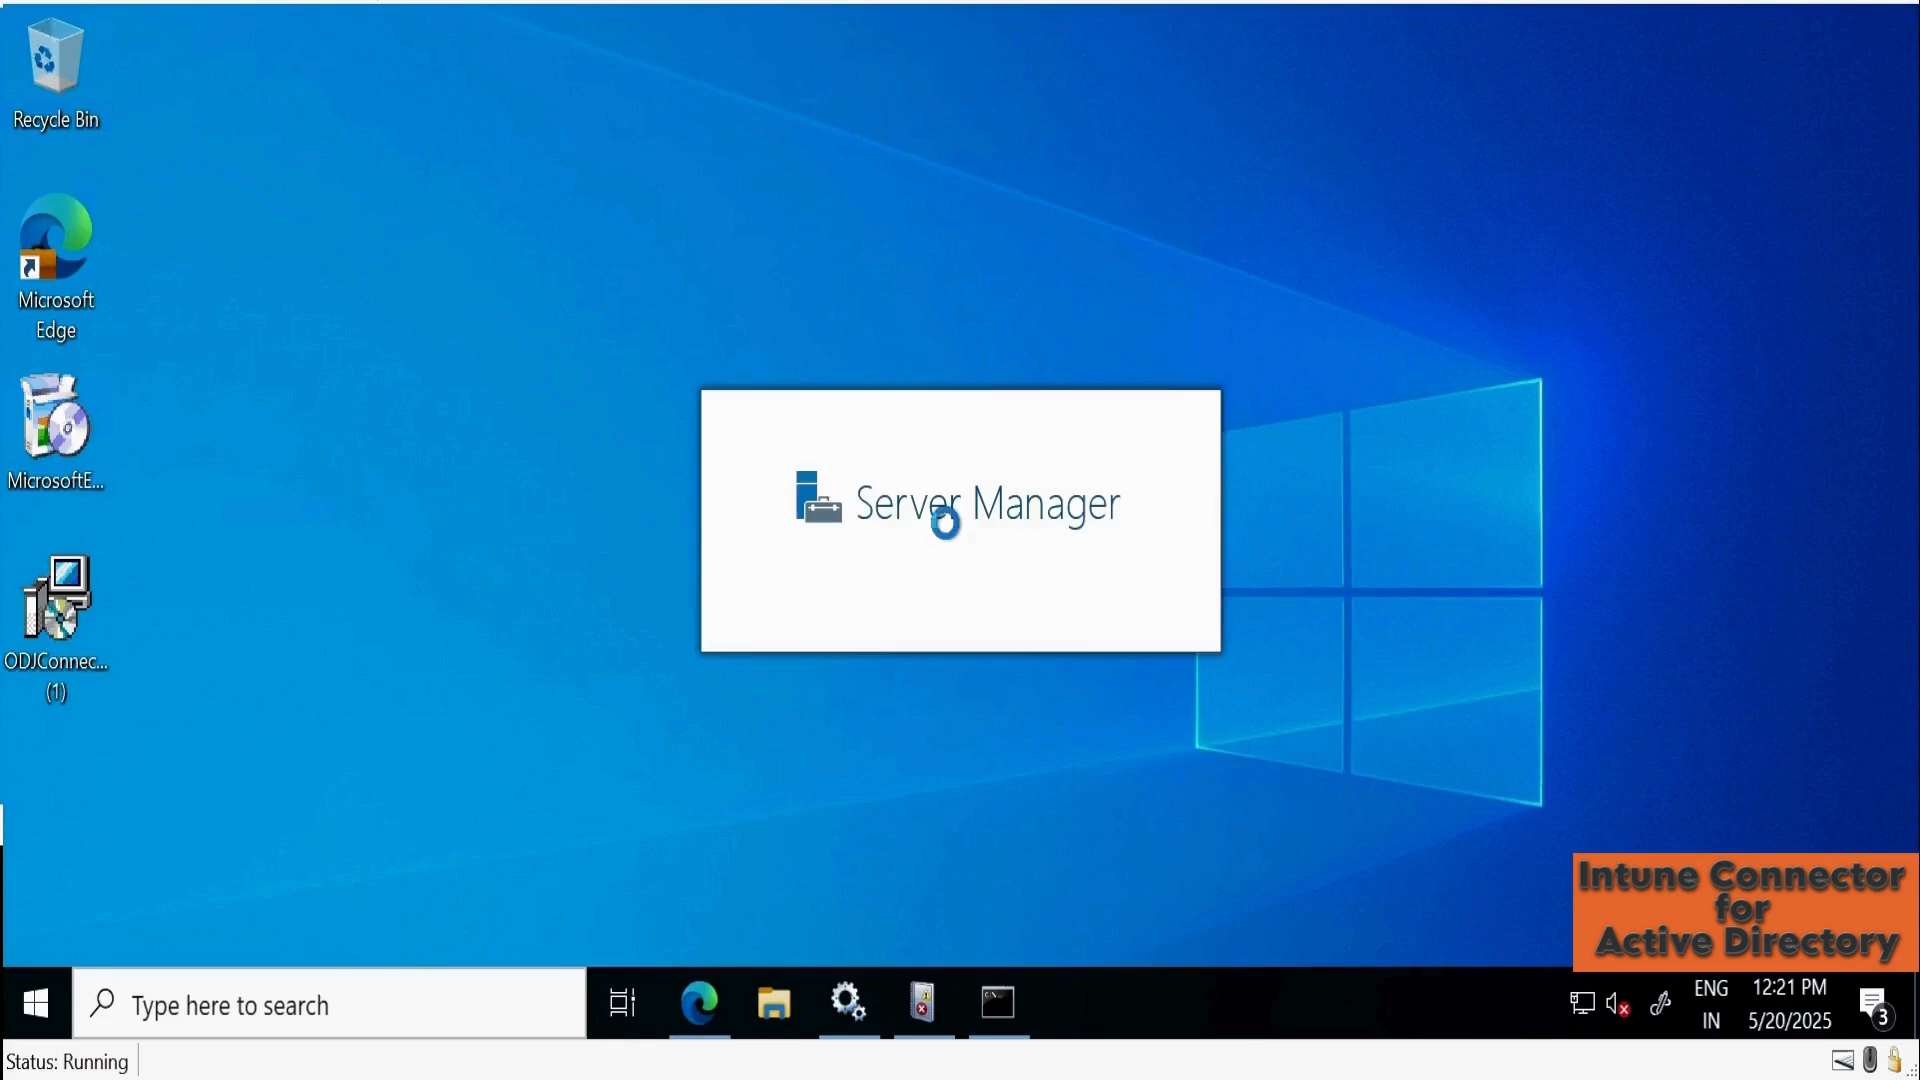 Recycle Bin
Microsoft
Edge
MicrosoftE...
ODJConnec...
(1)
Server Manager
Intune Connector
for
Active Directory
Type here to search
ENG
IN
12:21 PM
5/20/2025
3
Status: Running